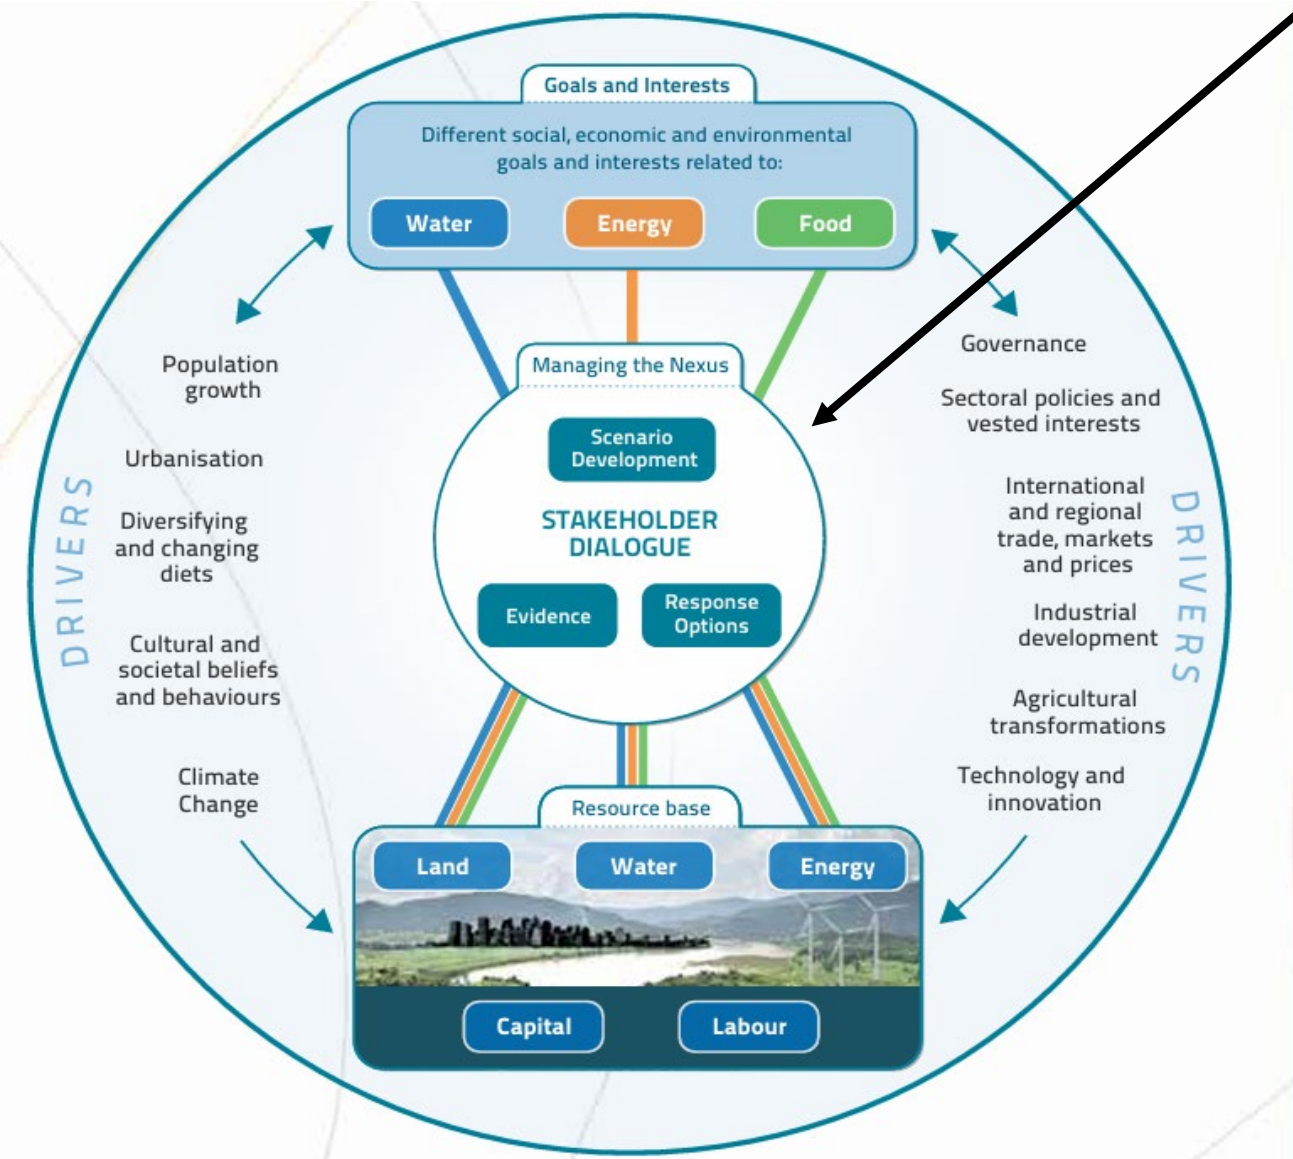 Goals and Interests
Different social, economic and environmental
goals and interests related to:
Water
Energy
Food
Managing the Nexus
Scenario
Development
STAKEHOLDER
DIALOGUE
Evidence
Response
Options
DRIVERS
Population
growth
Urbanisation
Diversifying
and changing
diets
Cultural and
societal beliefs
and behaviours
Climate
Change
Governance
Sectoral policies and
vested interests
International
and regional
trade, markets
and prices
Industrial
development
Agricultural
transformations
Technology and
innovation
DRIVERS
Resource base
Land
Water
Energy
Capital
Labour